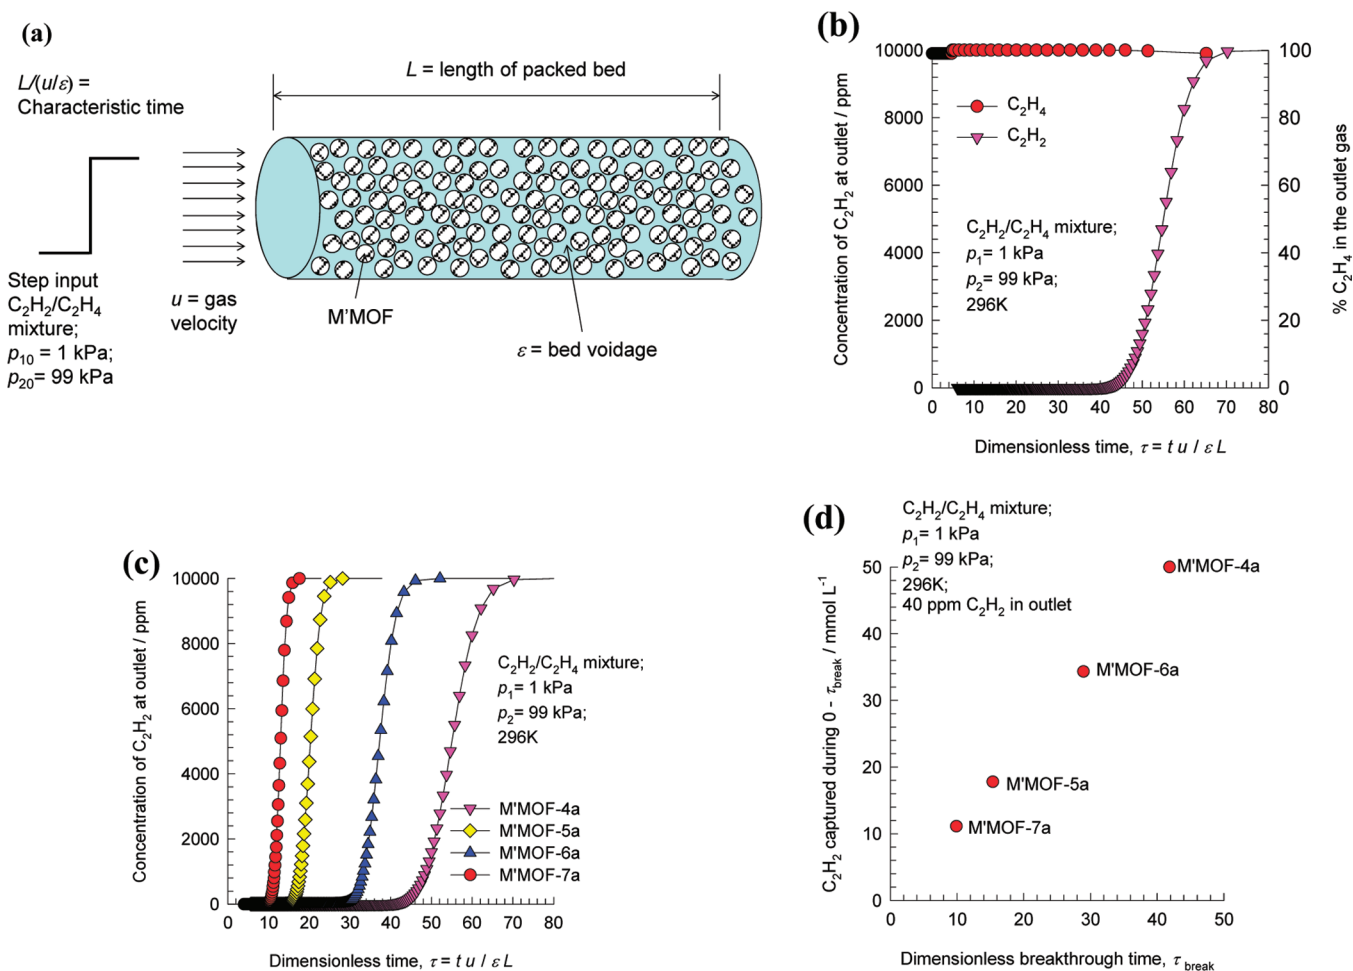 (a)
L/(u/ε) =
Characteristic time
L = length of packed bed
Step input
C₂H₂/C₂H₄
mixture;
p₁₀ = 1 kPa;
p₂₀= 99 kPa
u = gas
velocity
M'MOF
ε = bed voidage
(b)
Concentration of C₂H₂ at outlet / ppm
10000
8000
6000
4000
2000
0
0 10 20 30 40 50 60 70 80
100
80
60
40
20
0
% C₂H₄ in the outlet gas
C₂H₄
C₂H₂
C₂H₂/C₂H₄ mixture;
p₁= 1 kPa
p₂= 99 kPa;
296K
Dimensionless time, τ = t u / ε L
(c)
Concentration of C₂H₂ at outlet / ppm
10000
8000
6000
4000
2000
0
0 10 20 30 40 50 60 70 80
C₂H₂/C₂H₄ mixture;
p₁= 1 kPa
p₂= 99 kPa;
296K
M'MOF-4a
M'MOF-5a
M'MOF-6a
M'MOF-7a
Dimensionless time, τ = t u / ε L
(d)
C₂H₂/C₂H₄ mixture;
p₁= 1 kPa
p₂= 99 kPa;
296K;
40 ppm C₂H₂ in outlet
C₂H₂ captured during 0 - τbreak / mmol L⁻¹
50
40
30
20
10
0
0 10 20 30 40 50
M'MOF-4a
M'MOF-6a
M'MOF-5a
M'MOF-7a
Dimensionless breakthrough time, τ break